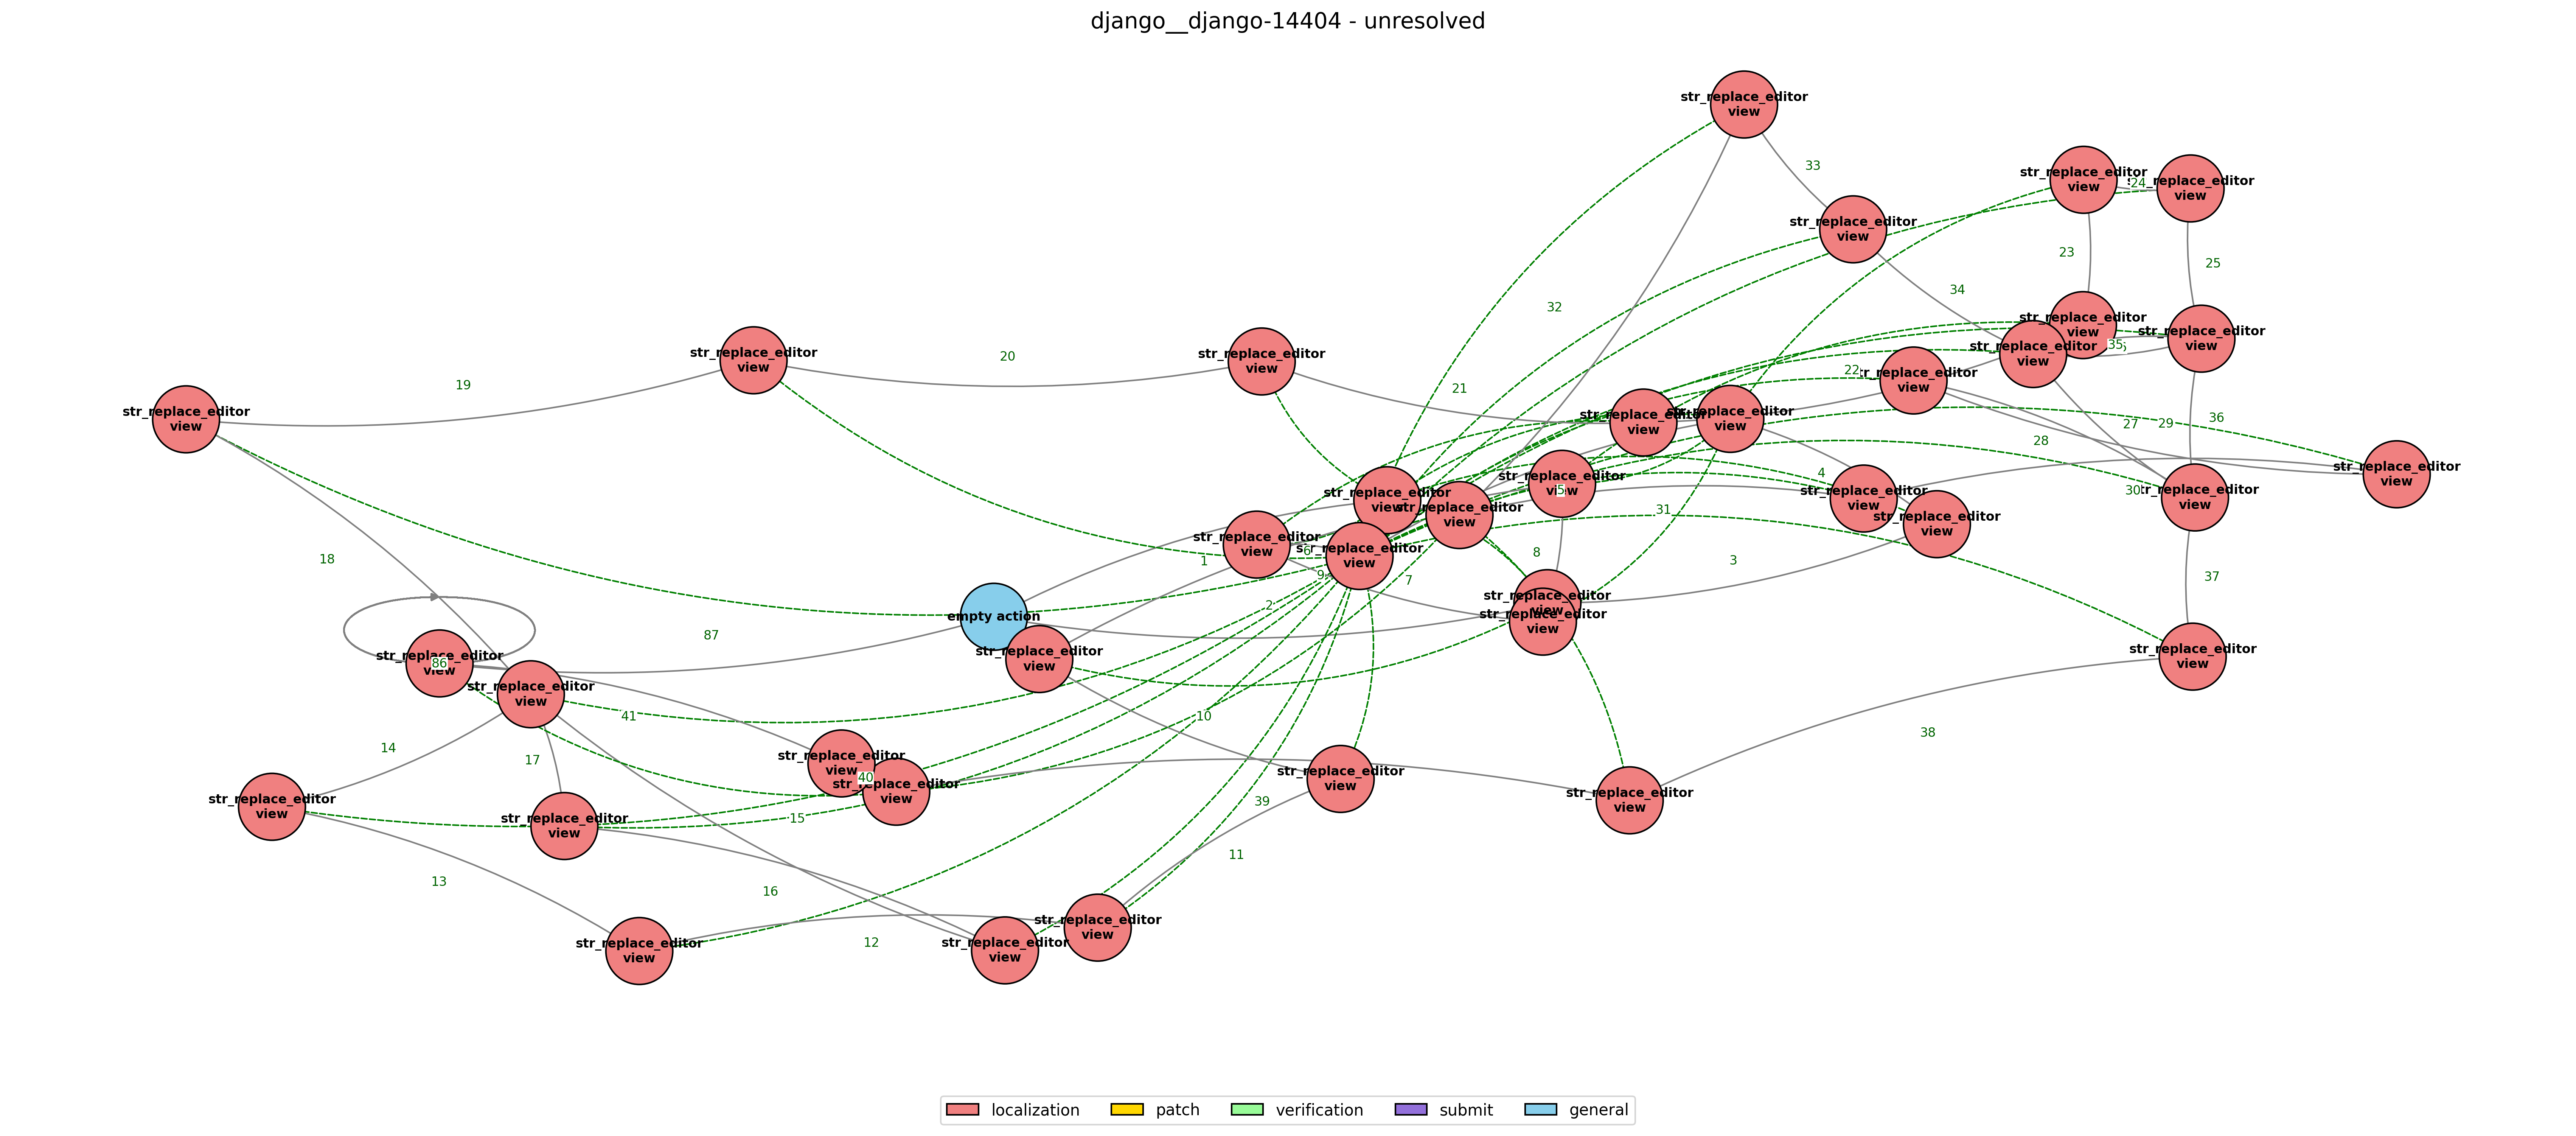 django__django-14404 - unresolved
str_replace_editor
view
33
str_replace_editor
view
24
str_replace_editor
view
str_replace_editor
view
23
25
34
32
str_replace_editor
view
str_replace_editor
view
str_replace_editor
view
35
str_replace_editor
view
20
str_replace_editor
view
19
21
22
str_replace_editor
view
str_replace_editor
view
str_replace_editor
view
str_replace_editor
view
27
29
36
28
4
str_replace_editor
view
str_replace_editor
view
5
str_replace_editor
view
30
str_replace_editor
view
str_replace_editor
view
str_replace_editor
view
31
str_replace_editor
view
str_replace_editor
view
6
str_replace_editor
view
8
3
18
1
9
7
37
2
str_replace_editor
view
str_replace_editor
view
empty action
87
86
str_replace_editor
view
str_replace_editor
view
str_replace_editor
view
str_replace_editor
view
41
10
38
14
17
str_replace_editor
view
40
str_replace_editor
view
str_replace_editor
view
str_replace_editor
view
str_replace_editor
view
39
15
str_replace_editor
view
11
13
16
str_replace_editor
view
12
str_replace_editor
view
str_replace_editor
view
localization
patch
verification
submit
general